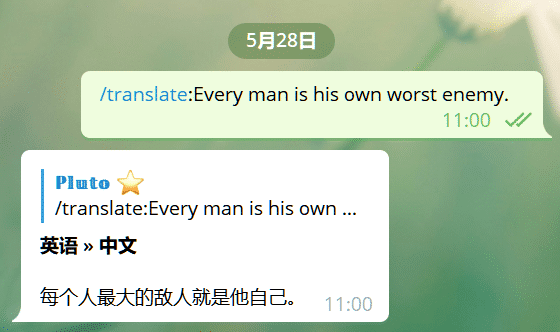 5月28日
/translate:Every man is his own worst enemy.
11:00
Pluto ⭐
/translate:Every man is his own ...
英语 » 中文
每个人最大的敌人就是他自己。
11:00